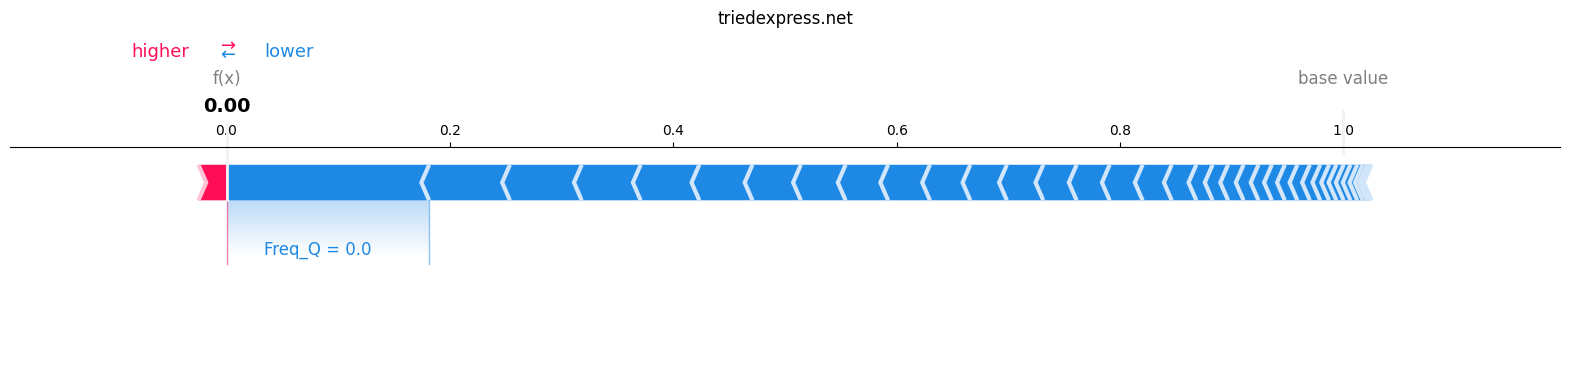 triedexpress.net
higher ⇄ lower
f(x) base value
0.00
0.0 0.2 0.4 0.6 0.8 1.0
Freq_Q = 0.0